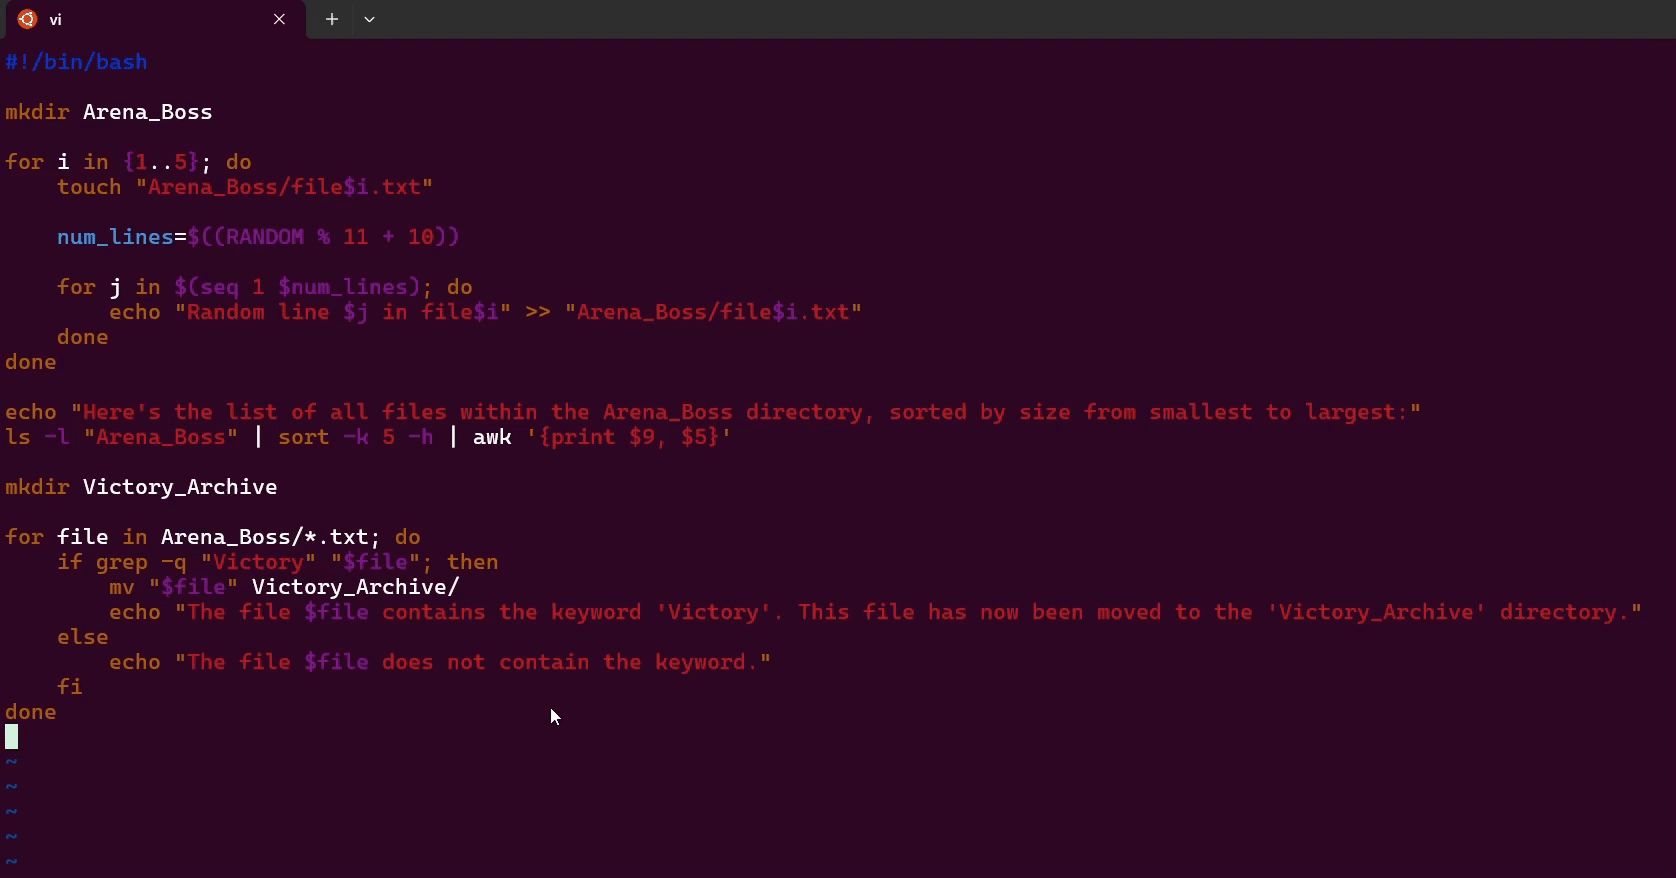 vi
#!/bin/bash
mkdir Arena_Boss
for i in {1..5}; do
    touch "Arena_Boss/file$i.txt"
    num_lines=$((RANDOM % 11 + 10))
    for j in $(seq 1 $num_lines); do
        echo "Random line $j in file$i" >> "Arena_Boss/file$i.txt"
    done
done
echo "Here's the list of all files within the Arena_Boss directory, sorted by size from smallest to largest:"
ls -l "Arena_Boss" | sort -k 5 -h | awk '{print $9, $5}'
mkdir Victory_Archive
for file in Arena_Boss/*.txt; do
    if grep -q "Victory" "$file"; then
        mv "$file" Victory_Archive/
        echo "The file $file contains the keyword 'Victory'. This file has now been moved to the 'Victory_Archive' directory."
    else
        echo "The file $file does not contain the keyword."
    fi
done
~
~
~
~
~